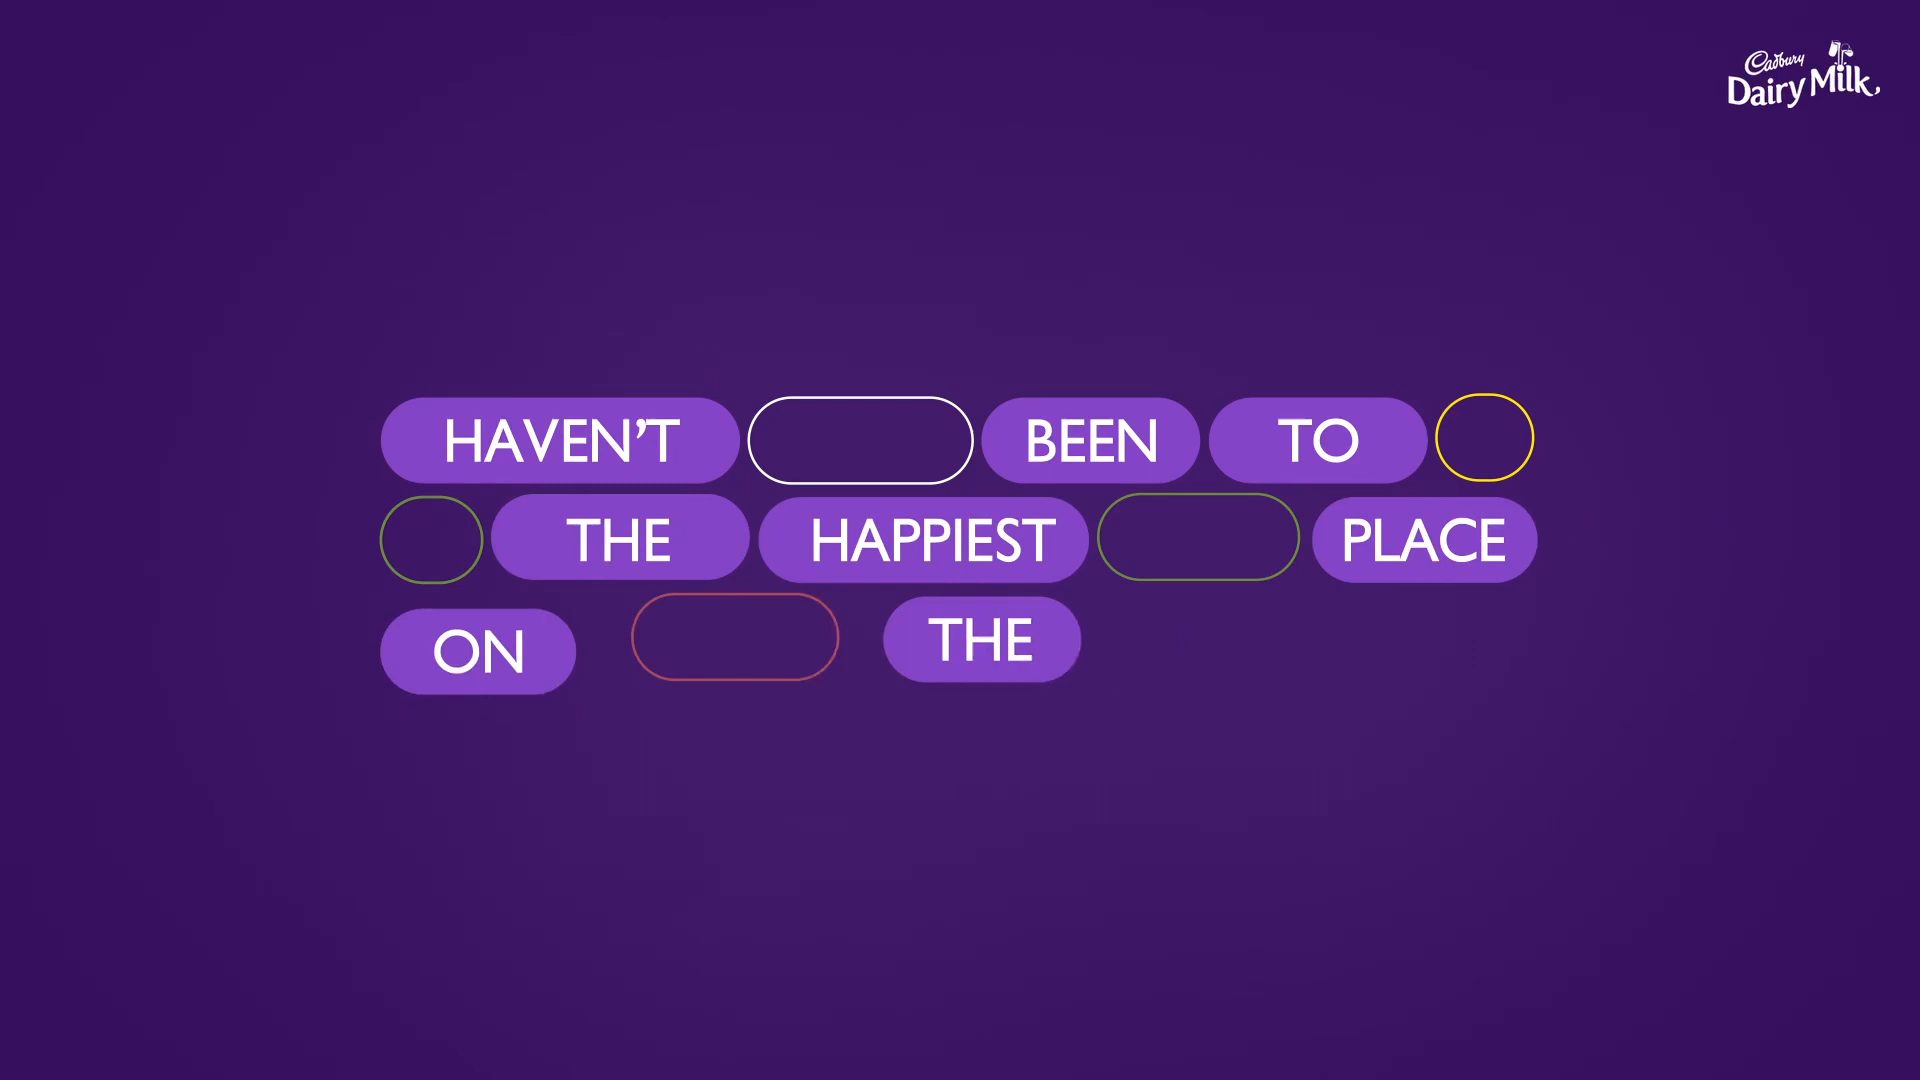 Cadbury
Dairy Milk
HAVEN'T BEEN TO
THE HAPPIEST PLACE
ON THE